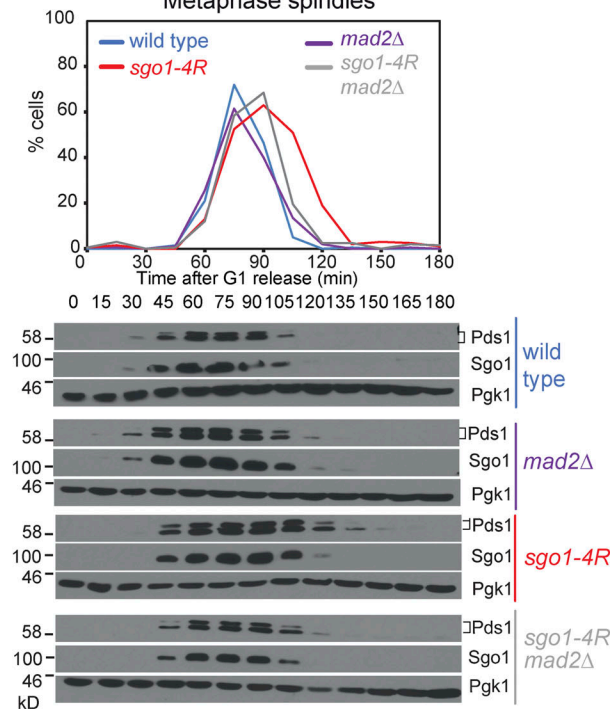 Metaphase spindles
100
80
60
40
20
0
% cells
wild type
sgo1-4R
mad2Δ
sgo1-4R
mad2Δ
0 30 60 90 120 150 180
Time after G1 release (min)
0 15 30 45 60 75 90 105 120 135 150 165 180
58 Pds1
100 Sgo1
46 Pgk1
wild
type
58 Pds1
100 Sgo1
46 Pgk1
mad2Δ
58 Pds1
100 Sgo1
46 Pgk1
sgo1-4R
58 Pds1
100 Sgo1
46 Pgk1
kD
sgo1-4R
mad2Δ